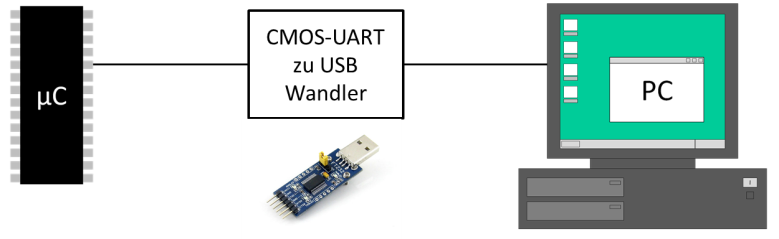 µC
CMOS-UART
zu USB
Wandler
PC